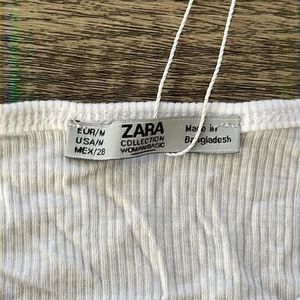 EUR/M
USA/M
MEX/28
ZARA
COLLECTION
WOMAN BASIC
Made in
Bangladesh